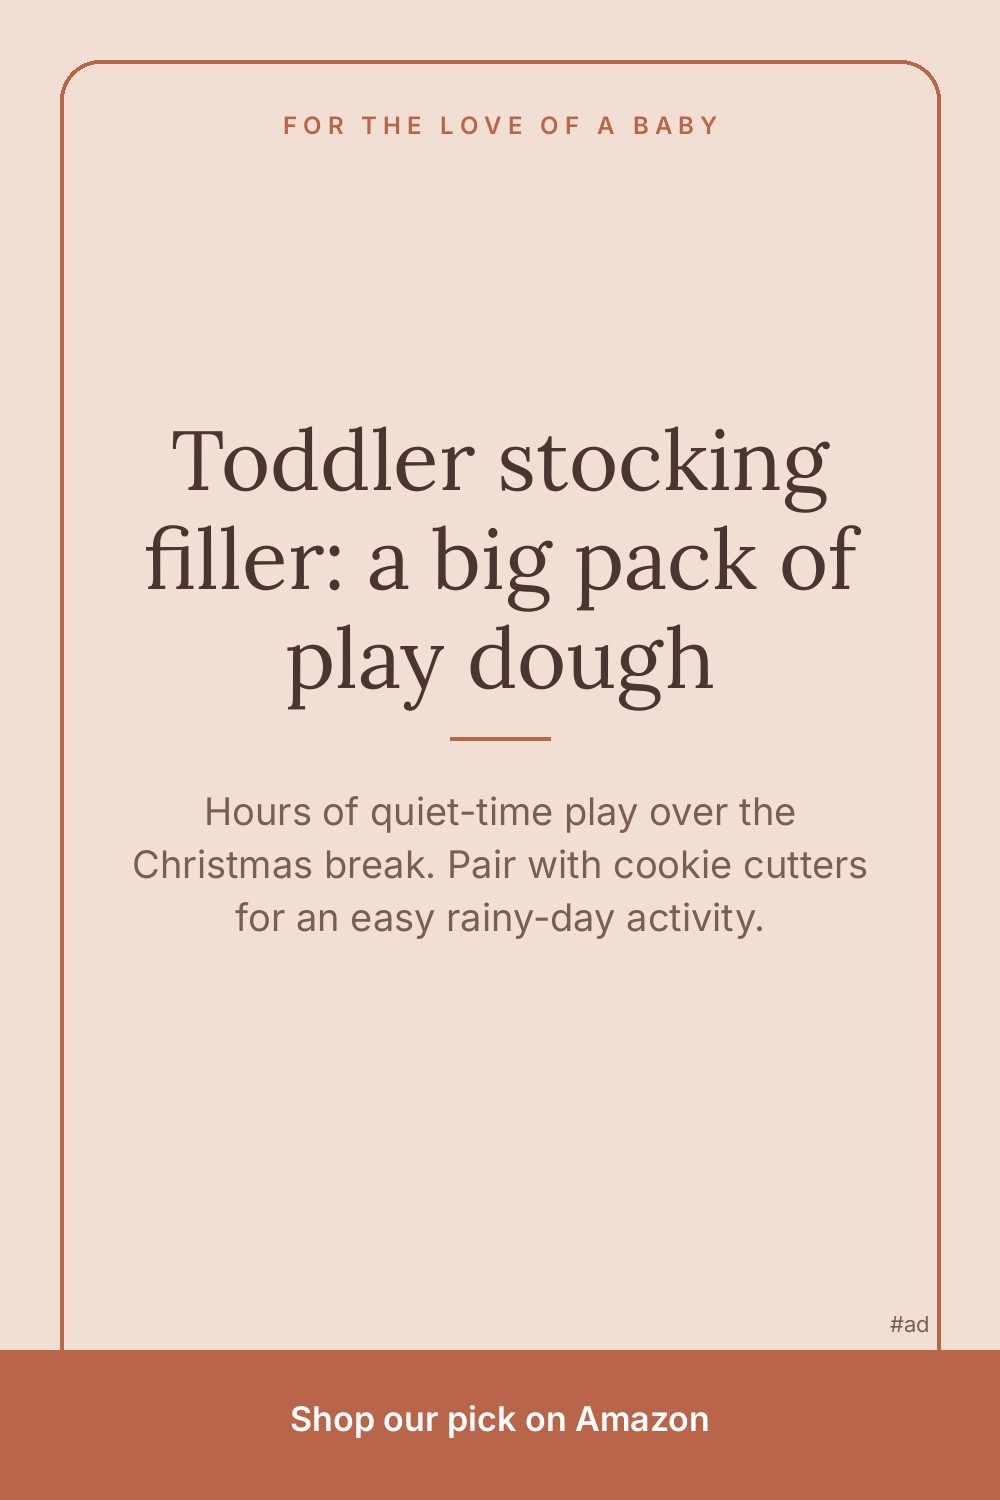 FOR THE LOVE OF A BABY
Toddler stocking
filler: a big pack of
play dough
Hours of quiet-time play over the
Christmas break. Pair with cookie cutters
for an easy rainy-day activity.
#ad
Shop our pick on Amazon